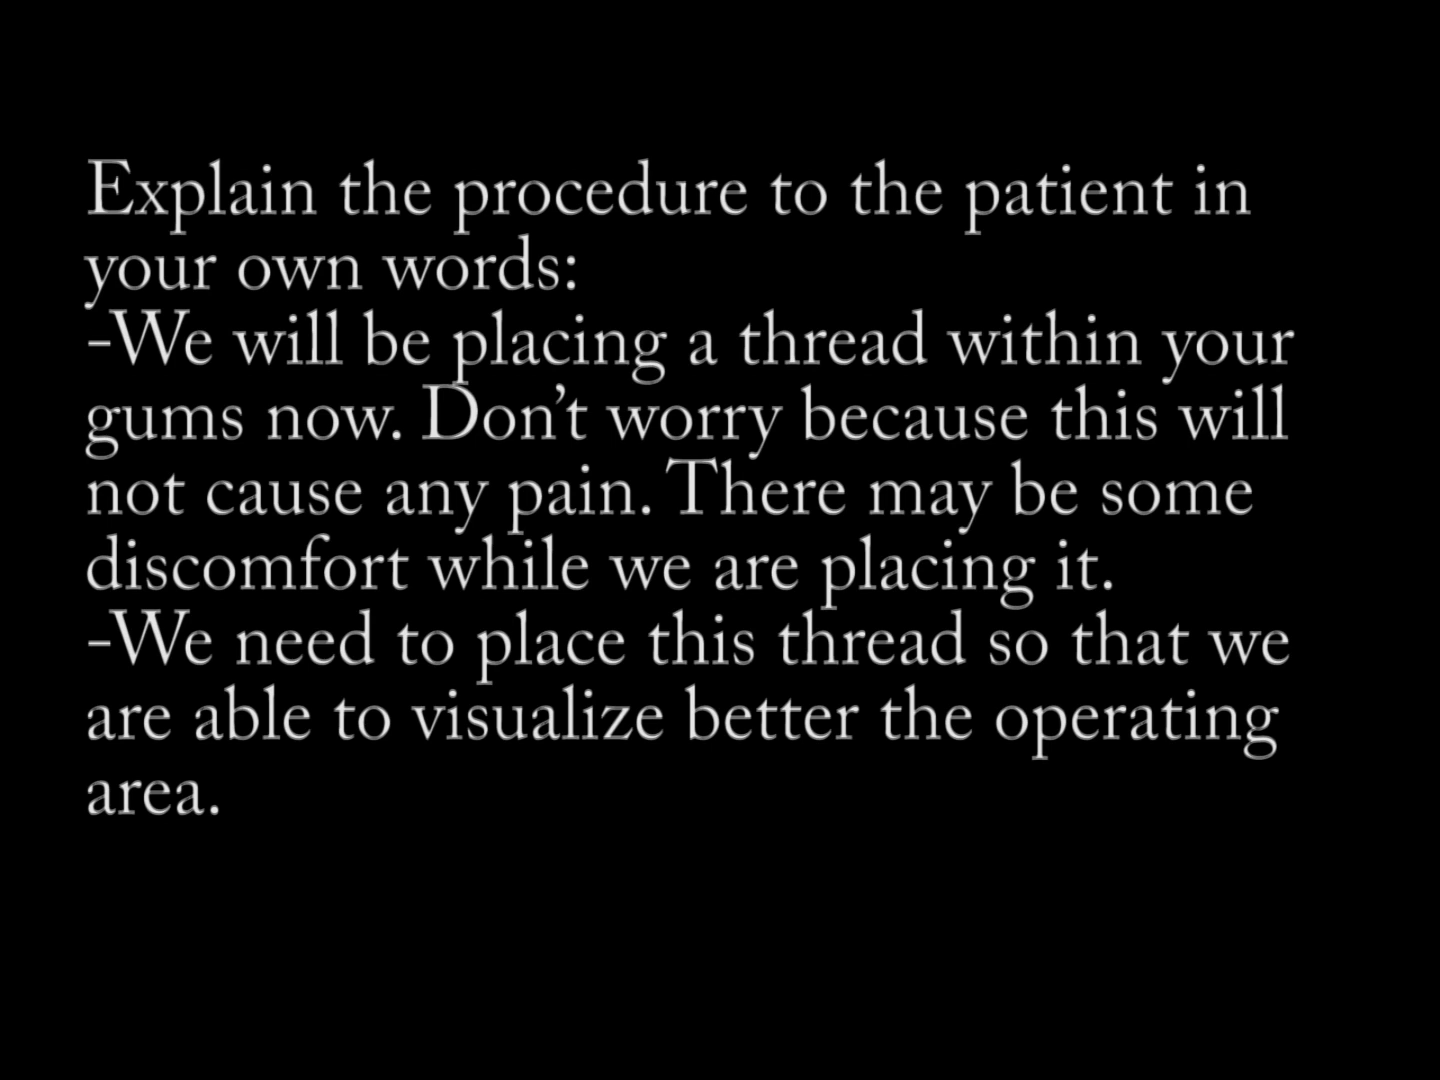 Explain the procedure to the patient in
your own words:
-We will be placing a thread within your
gums now. Don’t worry because this will
not cause any pain. There may be some
discomfort while we are placing it.
-We need to place this thread so that we
are able to visualize better the operating
area.